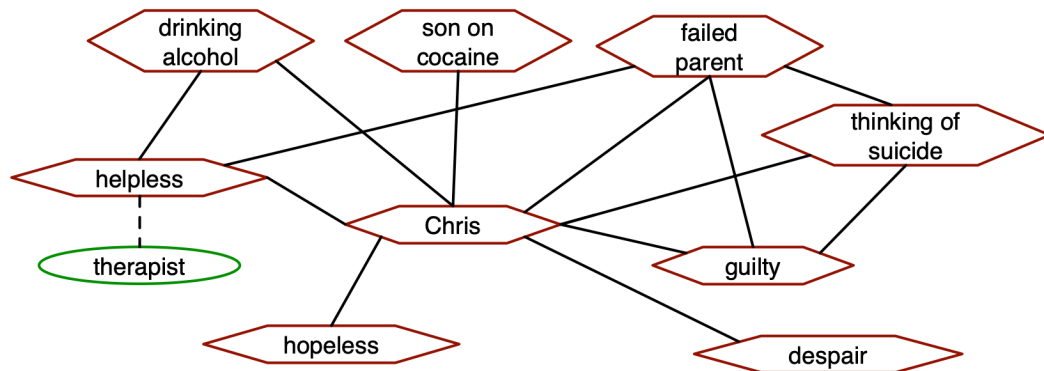 drinking
alcohol
son on
cocaine
failed
parent
thinking of
suicide
helpless
Chris
therapist
guilty
hopeless
despair